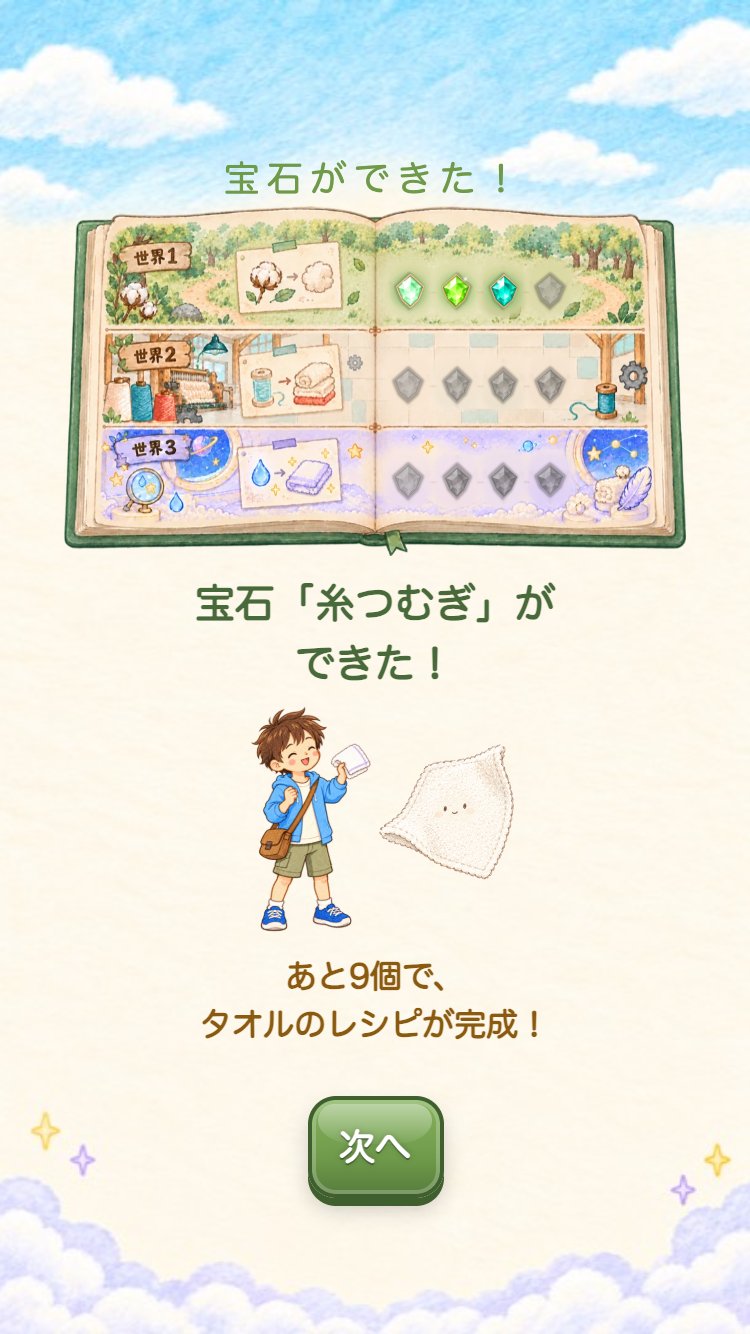 宝石ができた！
世界1
世界2
世界3
宝石「糸つむぎ」が
できた！
あと9個で、
タオルのレシピが完成！
次へ